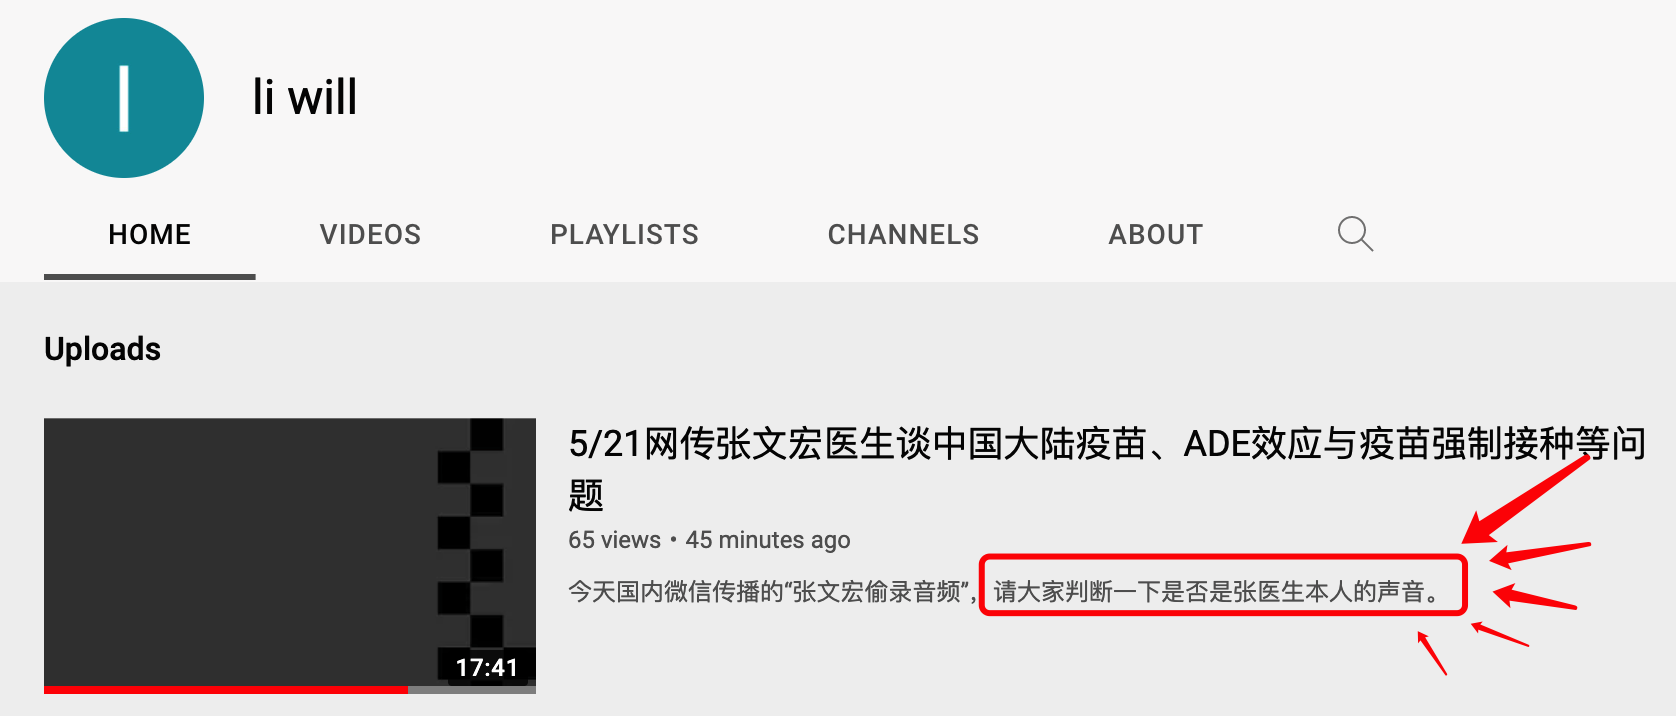 l
li will
HOME VIDEOS PLAYLISTS CHANNELS ABOUT
Uploads
5/21网传张文宏医生谈中国大陆疫苗、ADE效应与疫苗强制接种等问
题
65 views • 45 minutes ago
今天国内微信传播的“张文宏偷录音频”，请大家判断一下是否是张医生本人的声音。
17:41